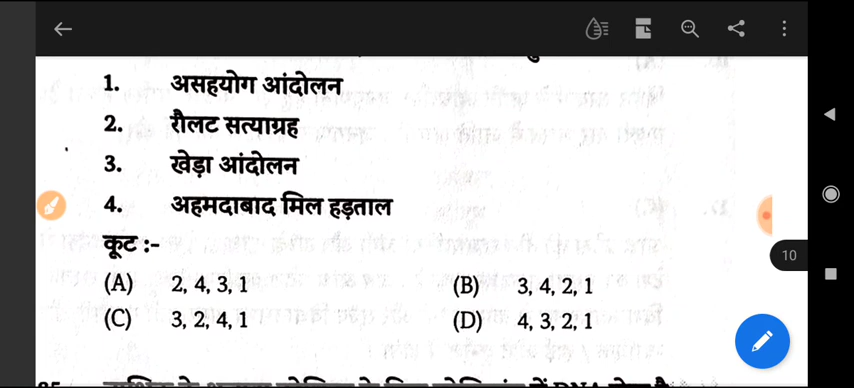 1. असहयोग आंदोलन
2. रौलट सत्याग्रह
3. खेड़ा आंदोलन
4. अहमदाबाद मिल हड़ताल
कूट :-
(A) 2, 4, 3, 1 (B) 3, 4, 2, 1
(C) 3, 2, 4, 1 (D) 4, 3, 2, 1
10